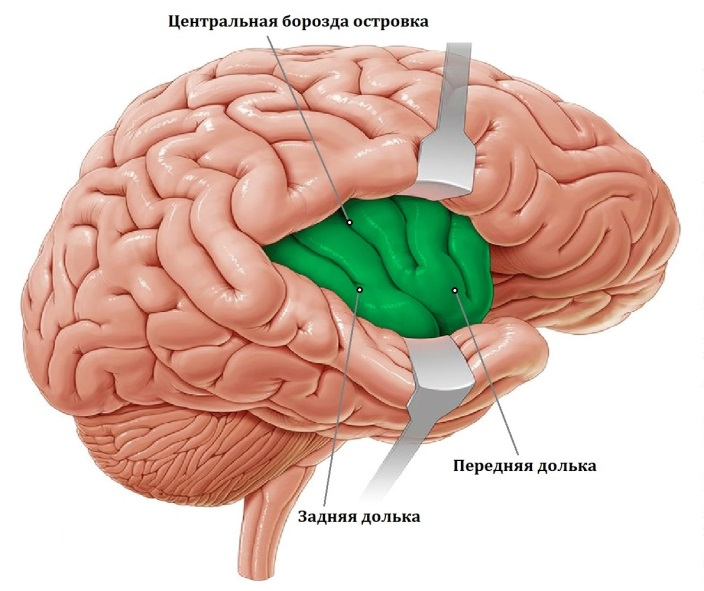 Центральная борозда островка
Передняя долька
Задняя долька